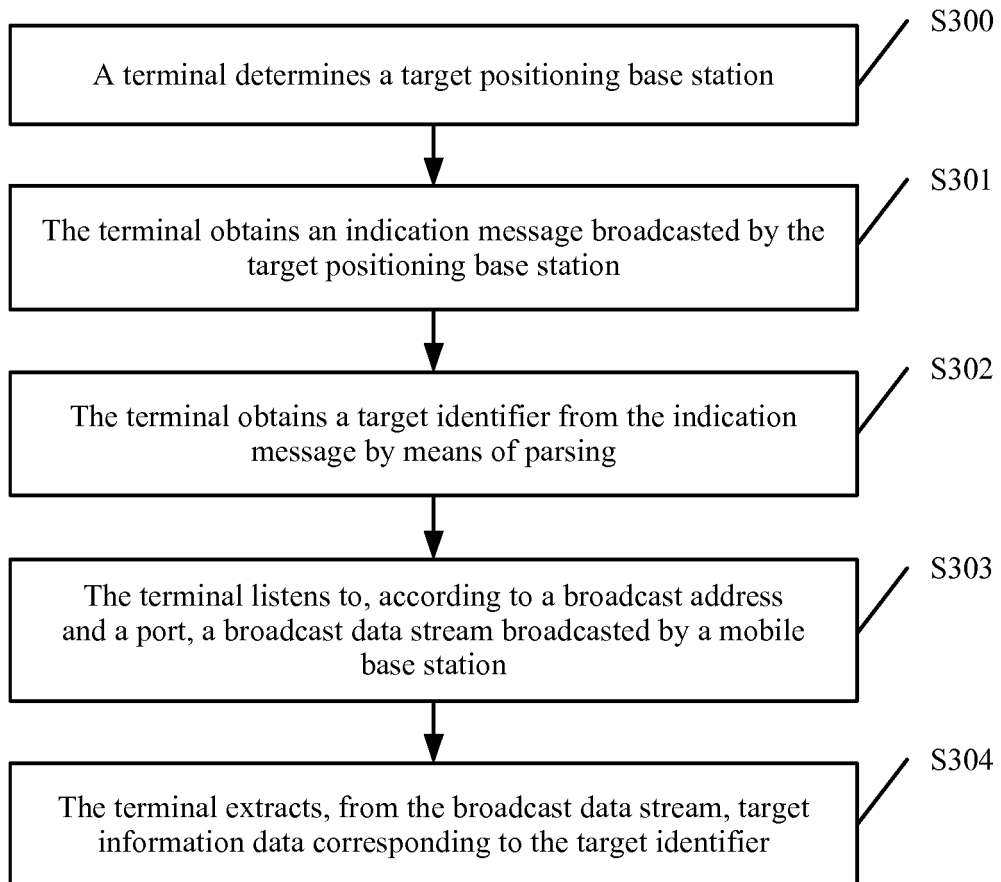 S300
A terminal determines a target positioning base station
S301
The terminal obtains an indication message broadcasted by the
target positioning base station
S302
The terminal obtains a target identifier from the indication
message by means of parsing
S303
The terminal listens to, according to a broadcast address
and a port, a broadcast data stream broadcasted by a mobile
base station
S304
The terminal extracts, from the broadcast data stream, target
information data corresponding to the target identifier